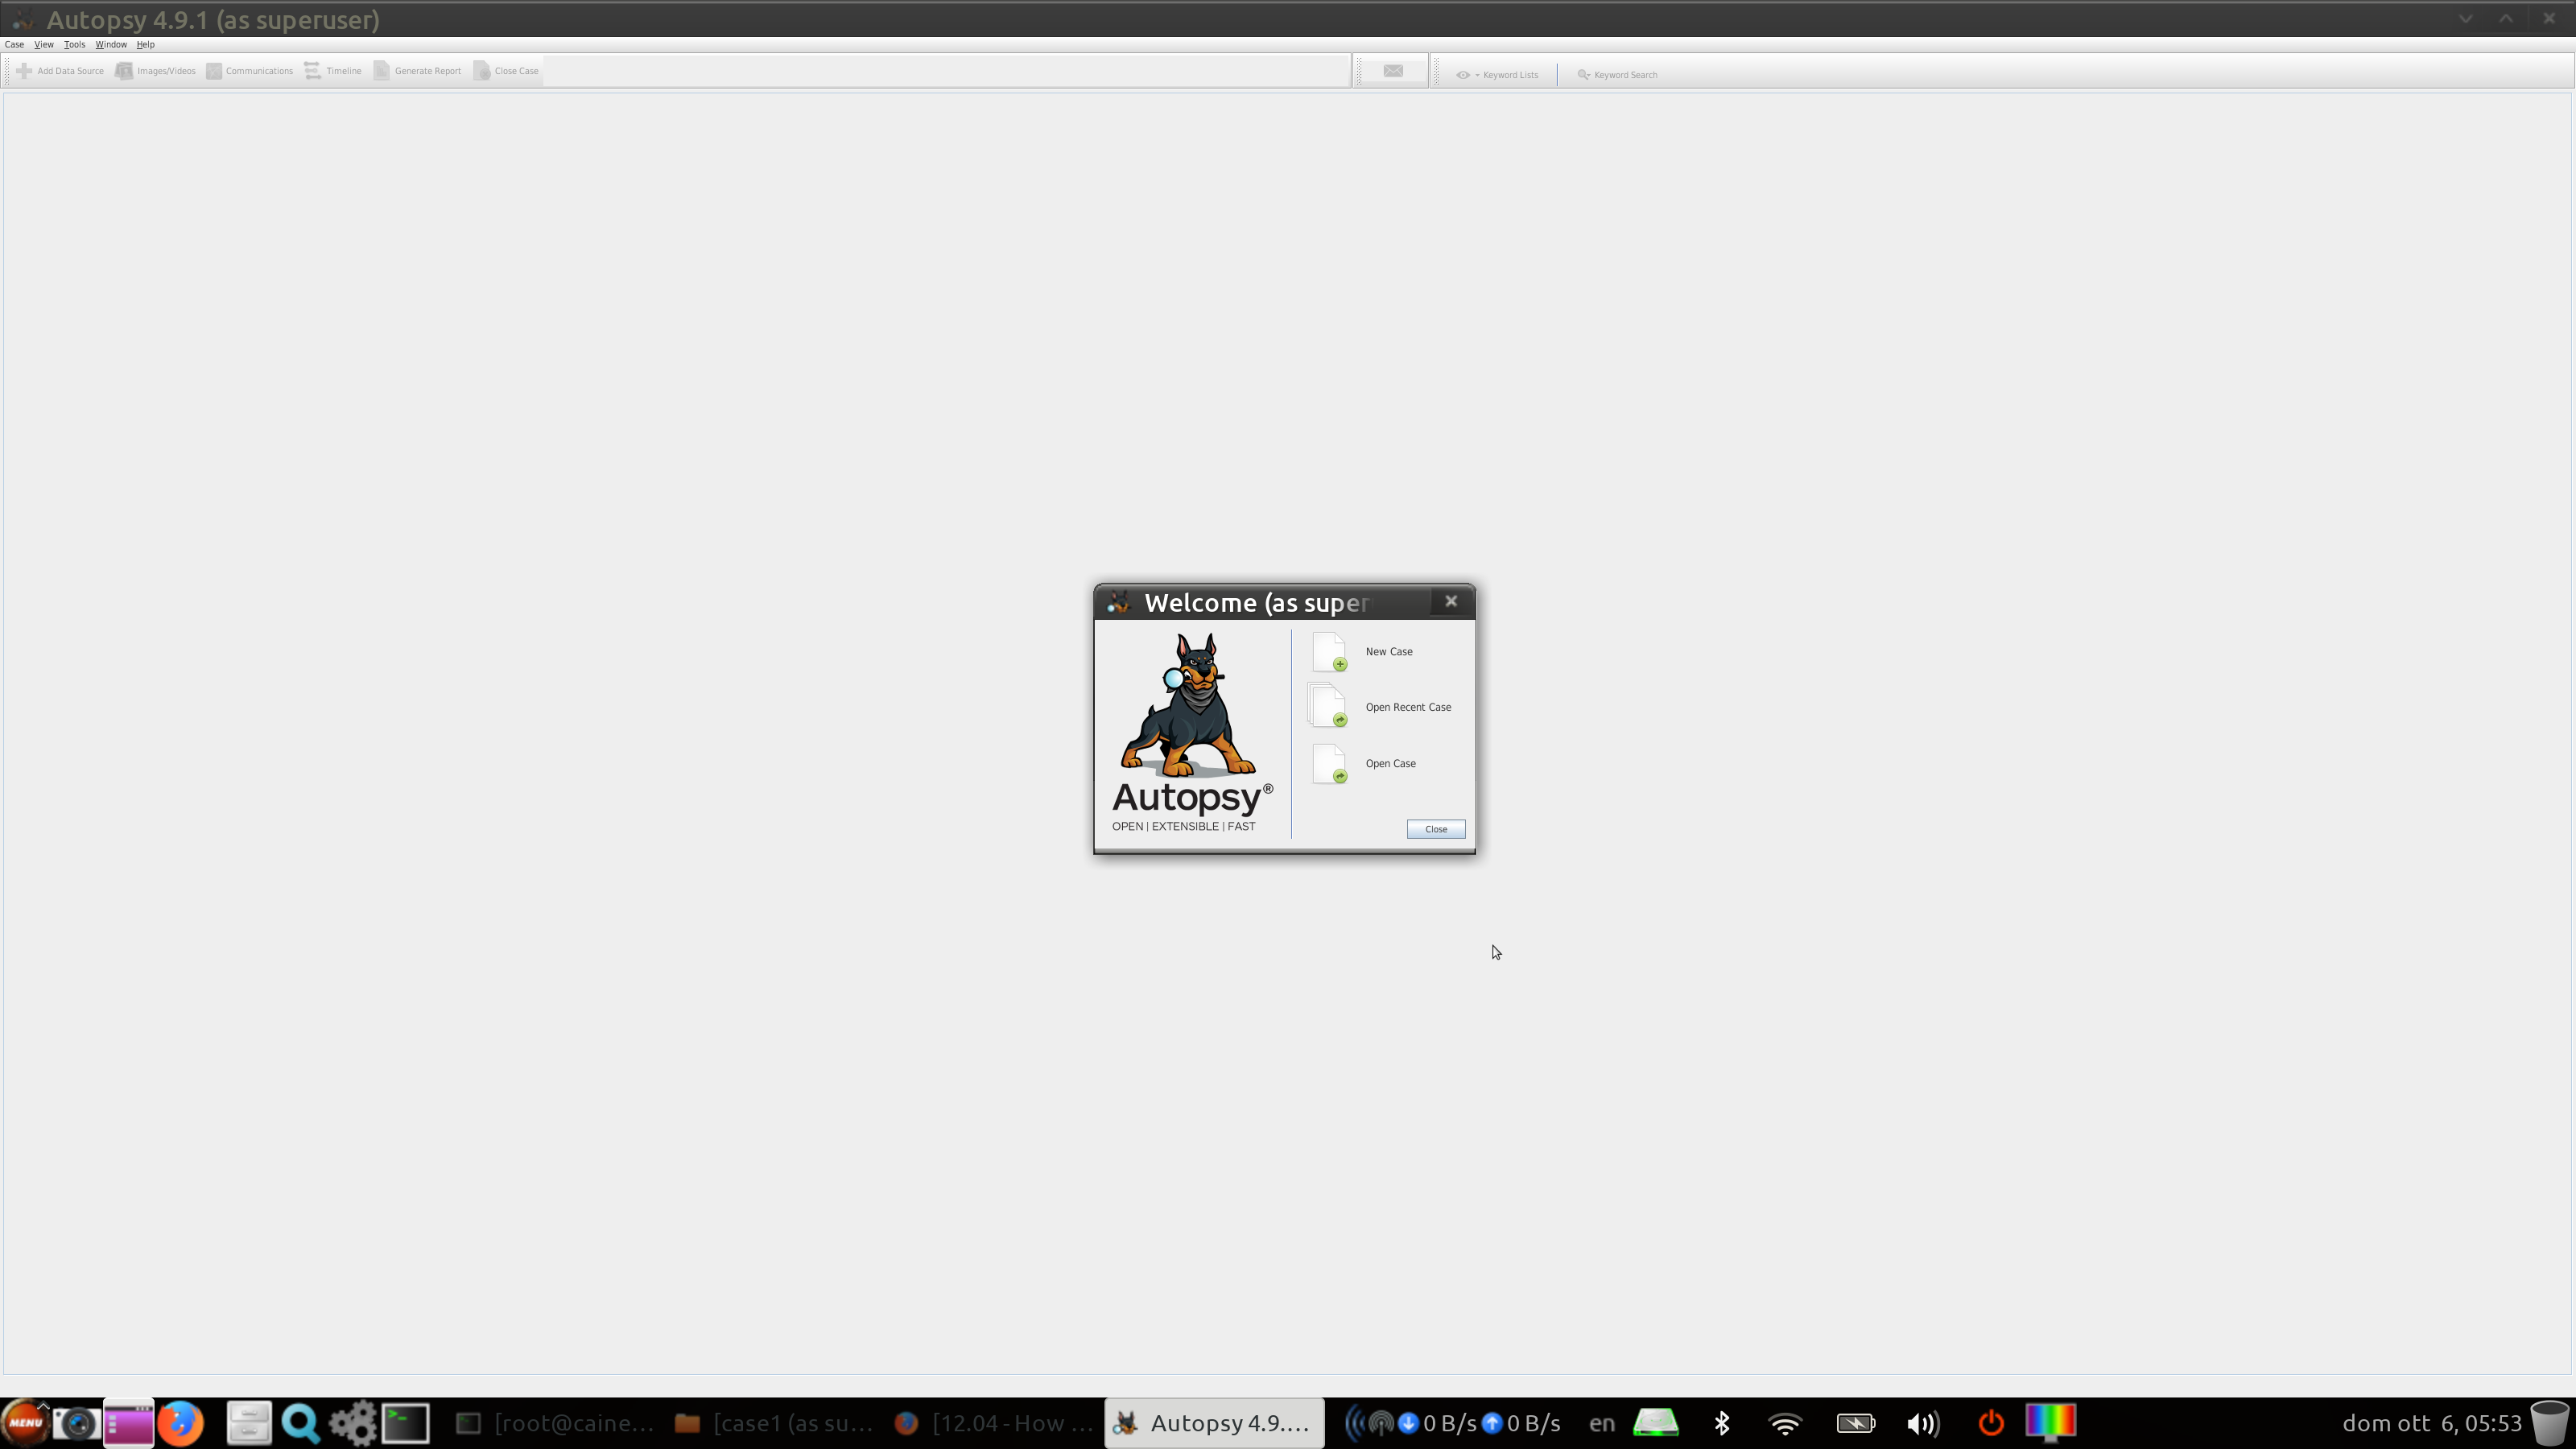 Autopsy 4.9.1 (as superuser)
Case View Tools Window Help
Add Data Source Images/Videos Communications Timeline Generate Report Close Case Keyword Lists Keyword Search
Welcome (as super
New Case
Open Recent Case
Open Case
Autopsy®
OPEN | EXTENSIBLE | FAST
Close
MENU [root@caine... [case1 (as su... [12.04 - How ... Autopsy 4.9.... 0 B/s 0 B/s en dom ott 6, 05:53